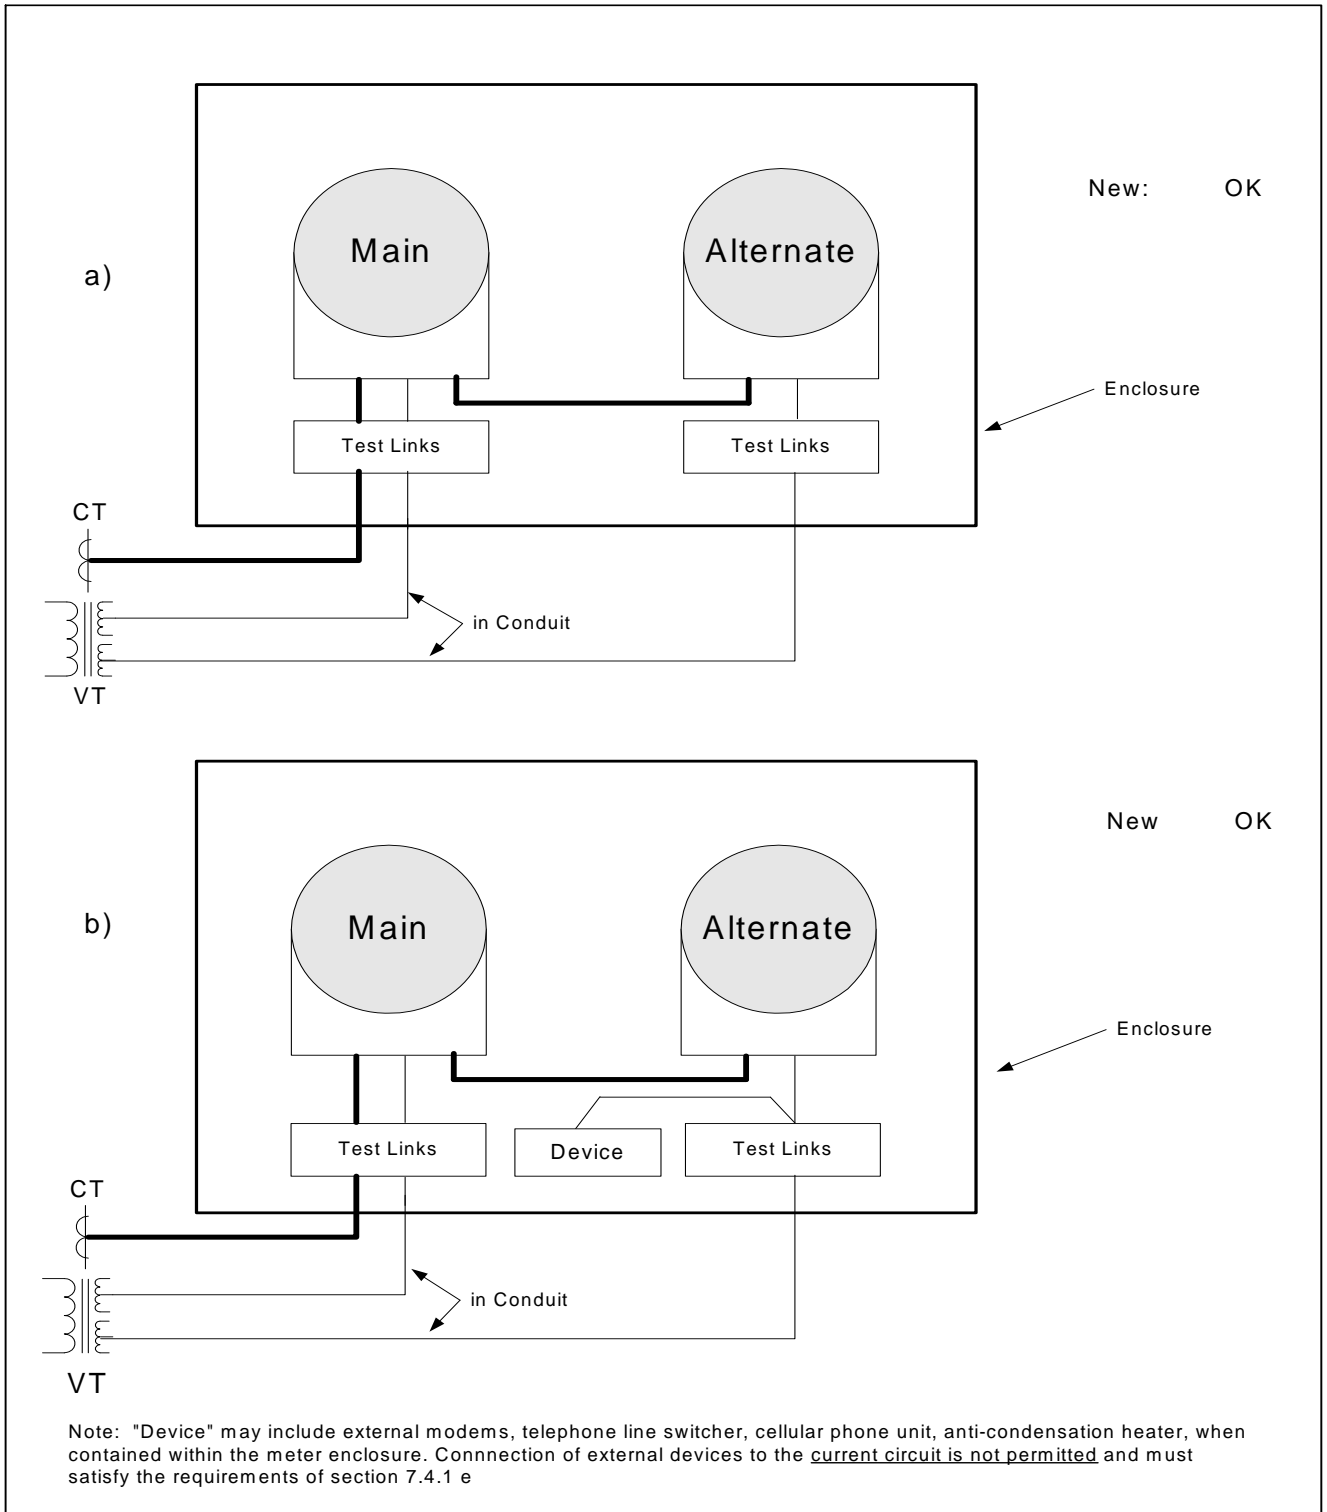 New: OK
Main
Alternate
a)
Enclosure
Test Links
Test Links
CT
in Conduit
VT
New OK
Main
Alternate
b)
Enclosure
Test Links
Device
Test Links
CT
in Conduit
VT
Note: "Device" may include external modems, telephone line switcher, cellular phone unit, anti-condensation heater, when
contained within the meter enclosure. Connnection of external devices to the current circuit is not permitted and must
satisfy the requirements of section 7.4.1 e